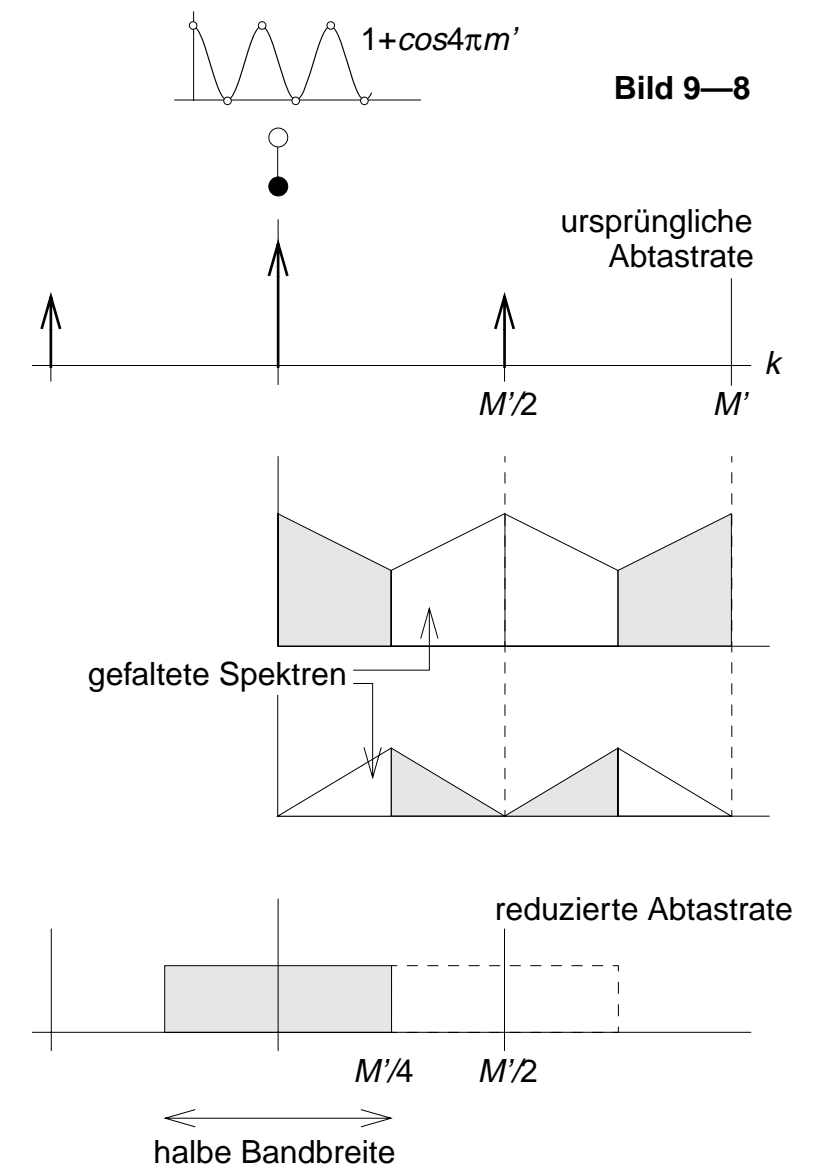 1+cos4πm’
Bild 9—8
ursprüngliche
Abtastrate
k
M’/2
M’
gefaltete Spektren
reduzierte Abtastrate
M’/4
M’/2
halbe Bandbreite